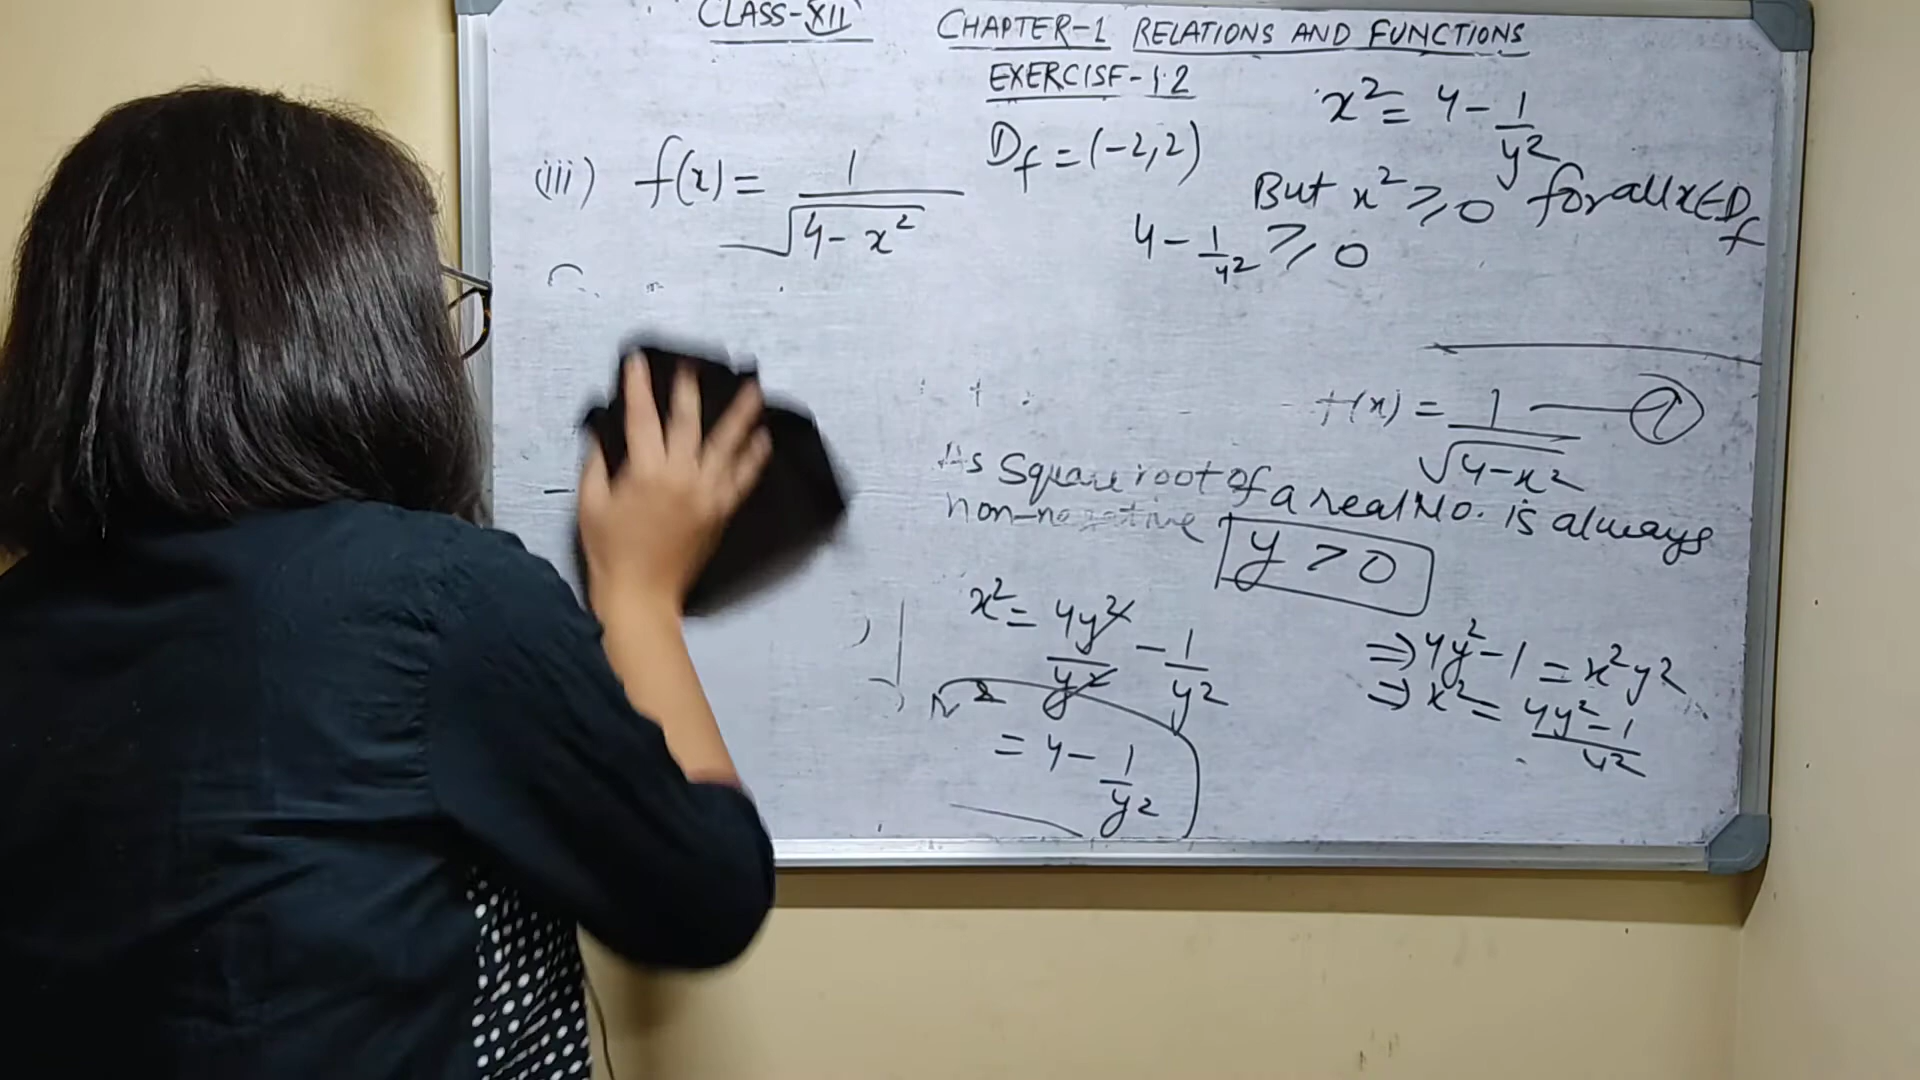 CLASS-XII
CHAPTER-1 RELATIONS AND FUNCTIONS
EXERCISE-1.2
(iii) f(x) = 1/√(4-x²)
D_f = (-2,2)
x² = 4 - 1/y²
But x² ≥ 0 for all x ∈ D_f
4 - 1/y² ≥ 0
f(x) = 1/√(4-x²)
As Square root of a real No. is always
non-negative y > 0
x² = 4y²/y² - 1/y²
= 4 - 1/y²
⇒ 4y² - 1 = x²y²
⇒ x² = (4y² - 1)/y²